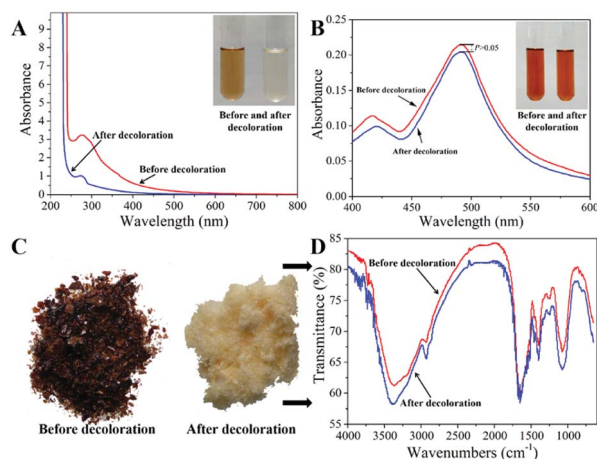 A
9
8
7
6
5
4
3
2
1
0
Absorbance
Before and after
decoloration
After decoloration
Before decoloration
200 300 400 500 600 700 800
Wavelength (nm)
B
0.25
0.20
0.15
0.10
0.05
0.00
Absorbance
P>0.05
Before decoloration
After decoloration
Before and after
decoloration
400 450 500 550 600
Wavelength (nm)
C
Before decoloration
After decoloration
D
85
80
75
70
65
60
55
Transmittance (%)
Before decoloration
After decoloration
4000 3500 3000 2500 2000 1500 1000
Wavenumbers (cm⁻¹)